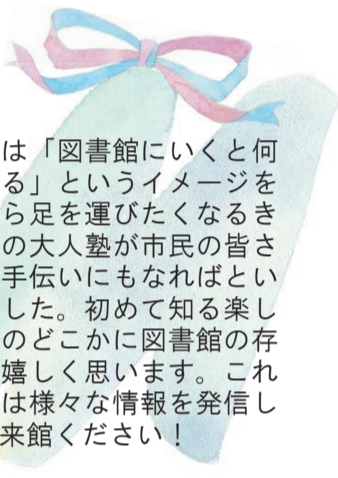 は「図書館にいくと何
る」というイメージを
ら足を運びたくなるき
の大人塾が市民の皆さ
手伝いにもなればとい
した。初めて知る楽し
のどこかに図書館の存
嬉しく思います。これ
は様々な情報を発信し
来館ください！